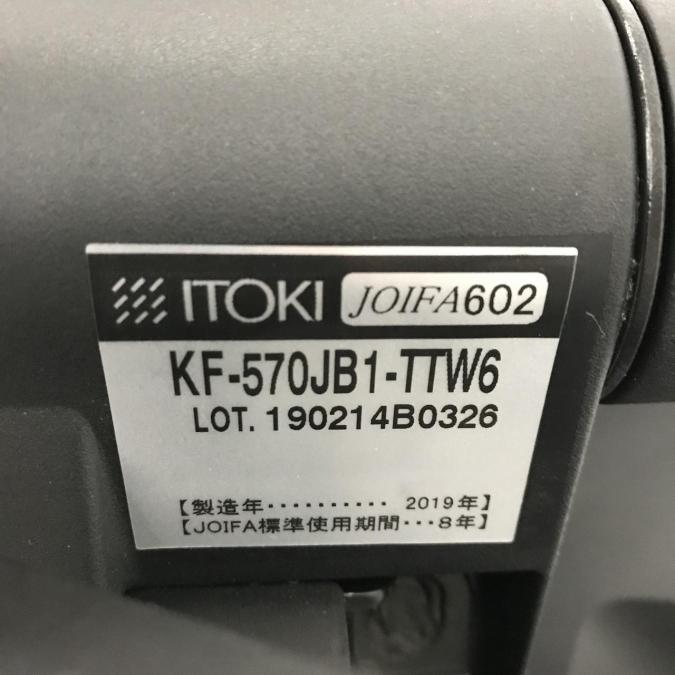 ITOKI JOIFA602
KF-570JB1-TTW6
LOT. 190214B0326
【製造年·········· 2019年】
【JOIFA標準使用期間···8年】